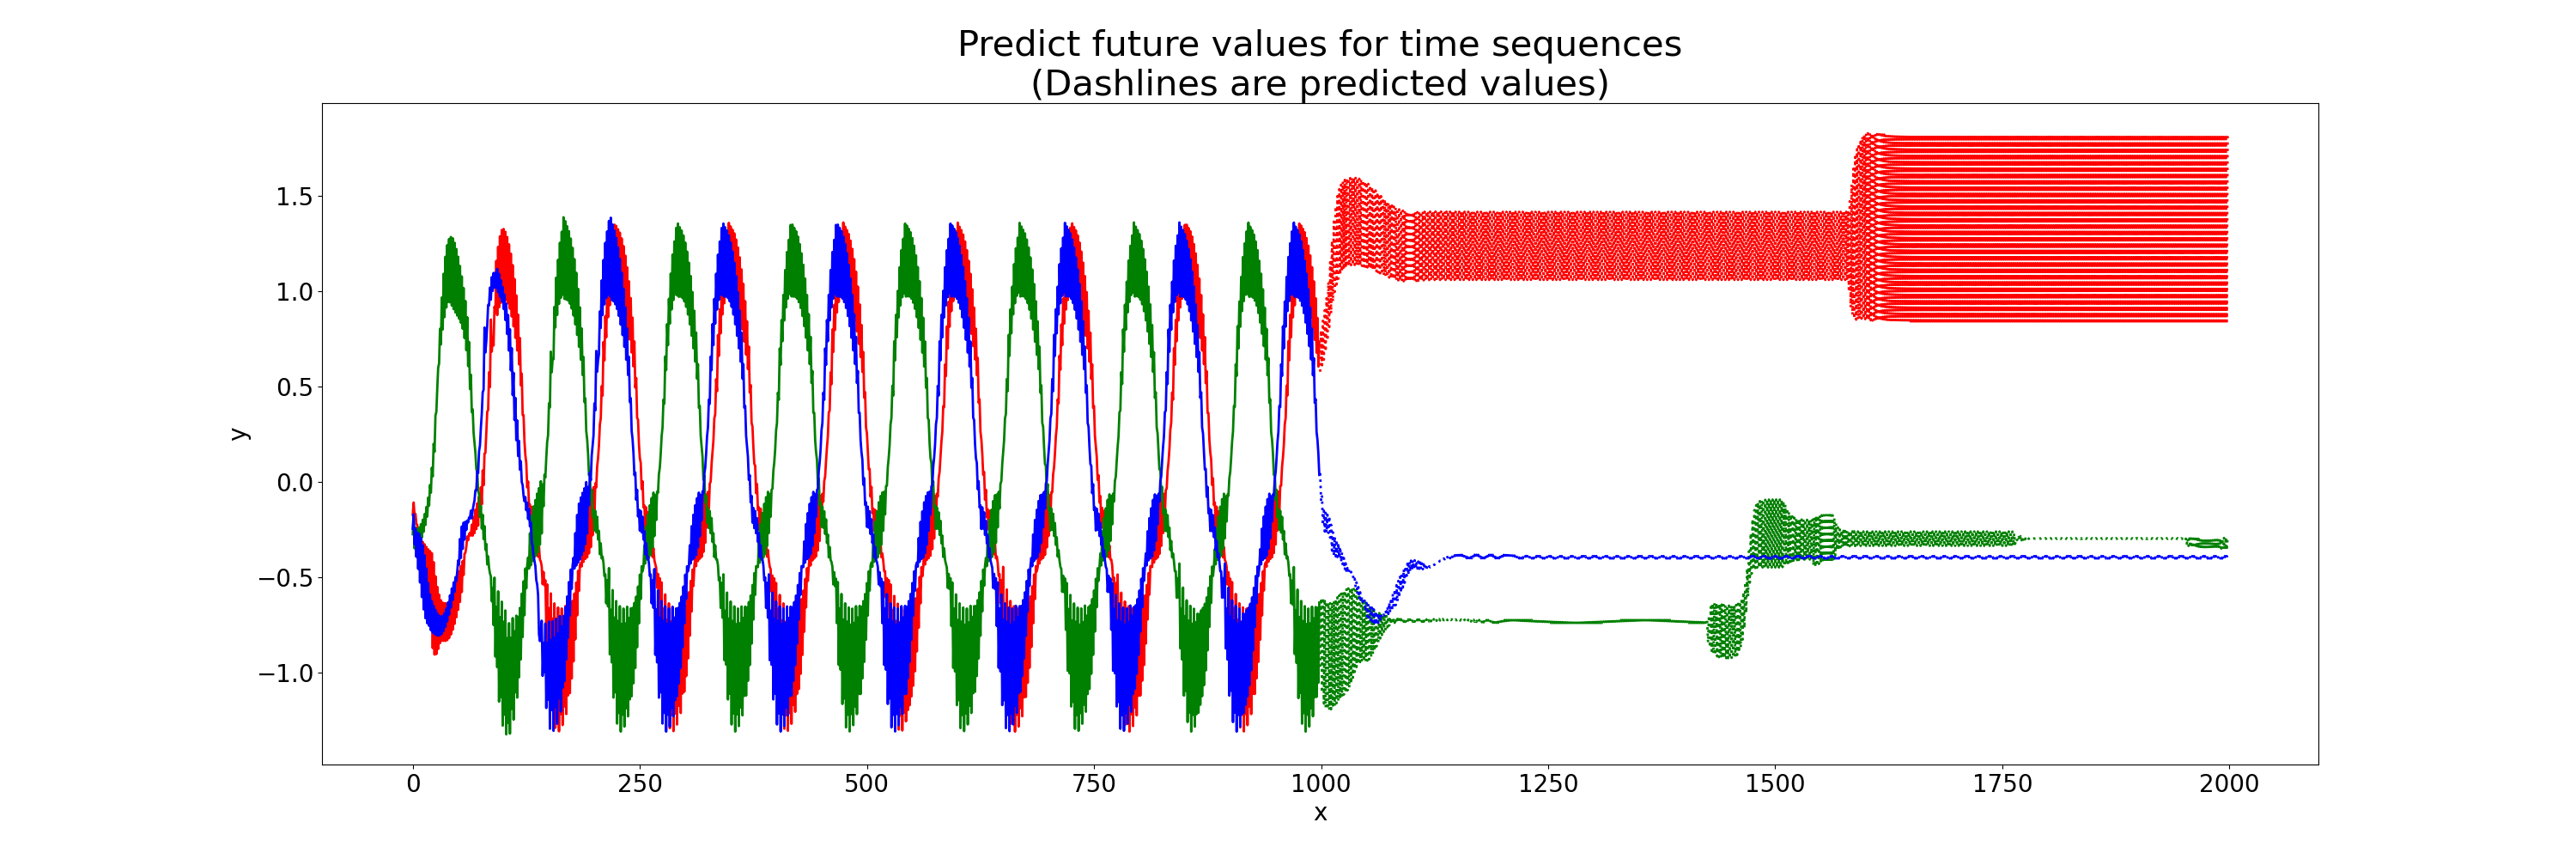 Predict future values for time sequences
(Dashlines are predicted values)
y
1.5
1.0
0.5
0.0
−0.5
−1.0
0 250 500 750 1000 1250 1500 1750 2000
x